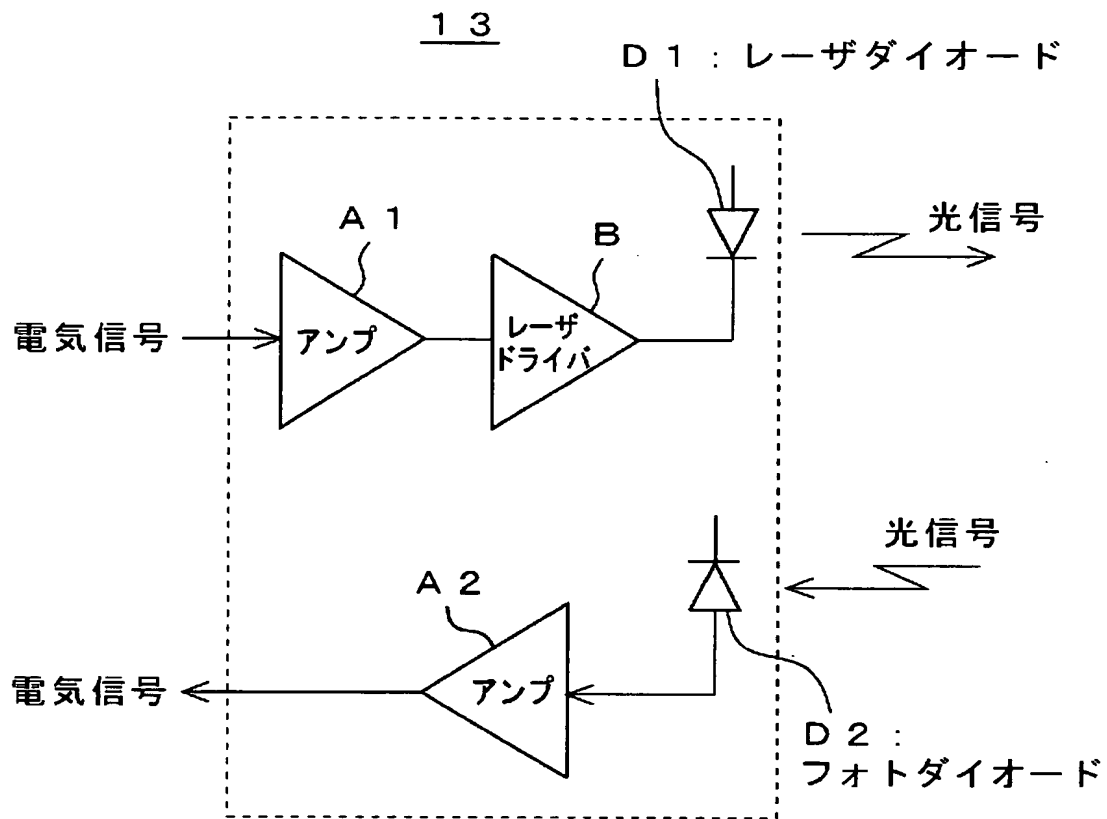 １３
Ｄ１：レーザダイオード
Ａ１
Ｂ
光信号
電気信号
アンプ
レーザ
ドライバ
光信号
Ａ２
電気信号
アンプ
Ｄ２：
フォトダイオード